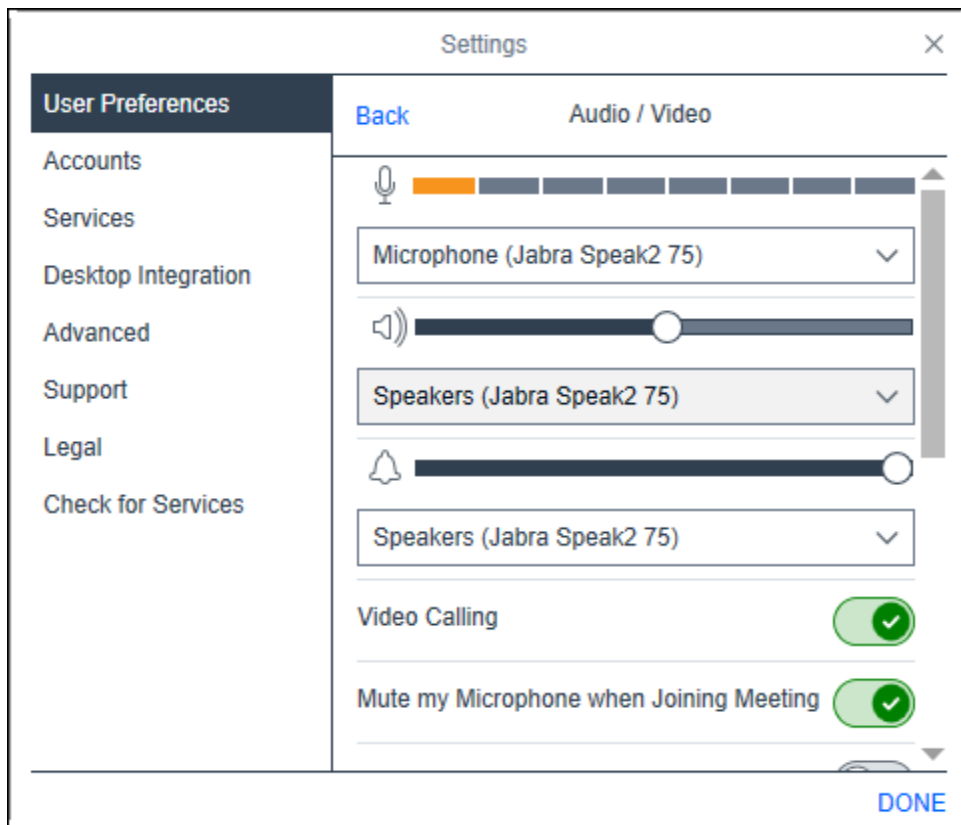 Settings
User Preferences
Accounts
Services
Desktop Integration
Advanced
Support
Legal
Check for Services
Back
Audio / Video
Microphone (Jabra Speak2 75)
Speakers (Jabra Speak2 75)
Speakers (Jabra Speak2 75)
Video Calling
Mute my Microphone when Joining Meeting
DONE